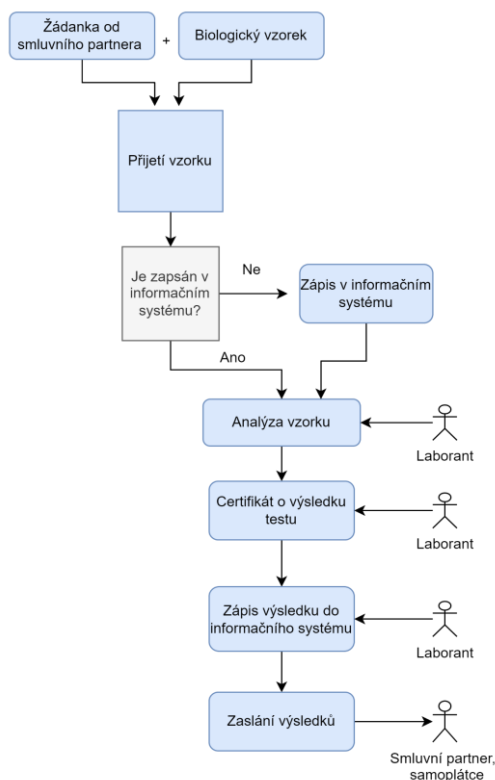 Žádanka od
smluvního partnera
+
Biologický vzorek
Přijetí vzorku
Je zapsán v
informačním
systému?
Ne
Zápis v informačním
systému
Ano
Analýza vzorku
Laborant
Certifikát o výsledku
testu
Laborant
Zápis výsledku do
informačního systému
Laborant
Zaslání výsledků
Smluvní partner,
samoplátce